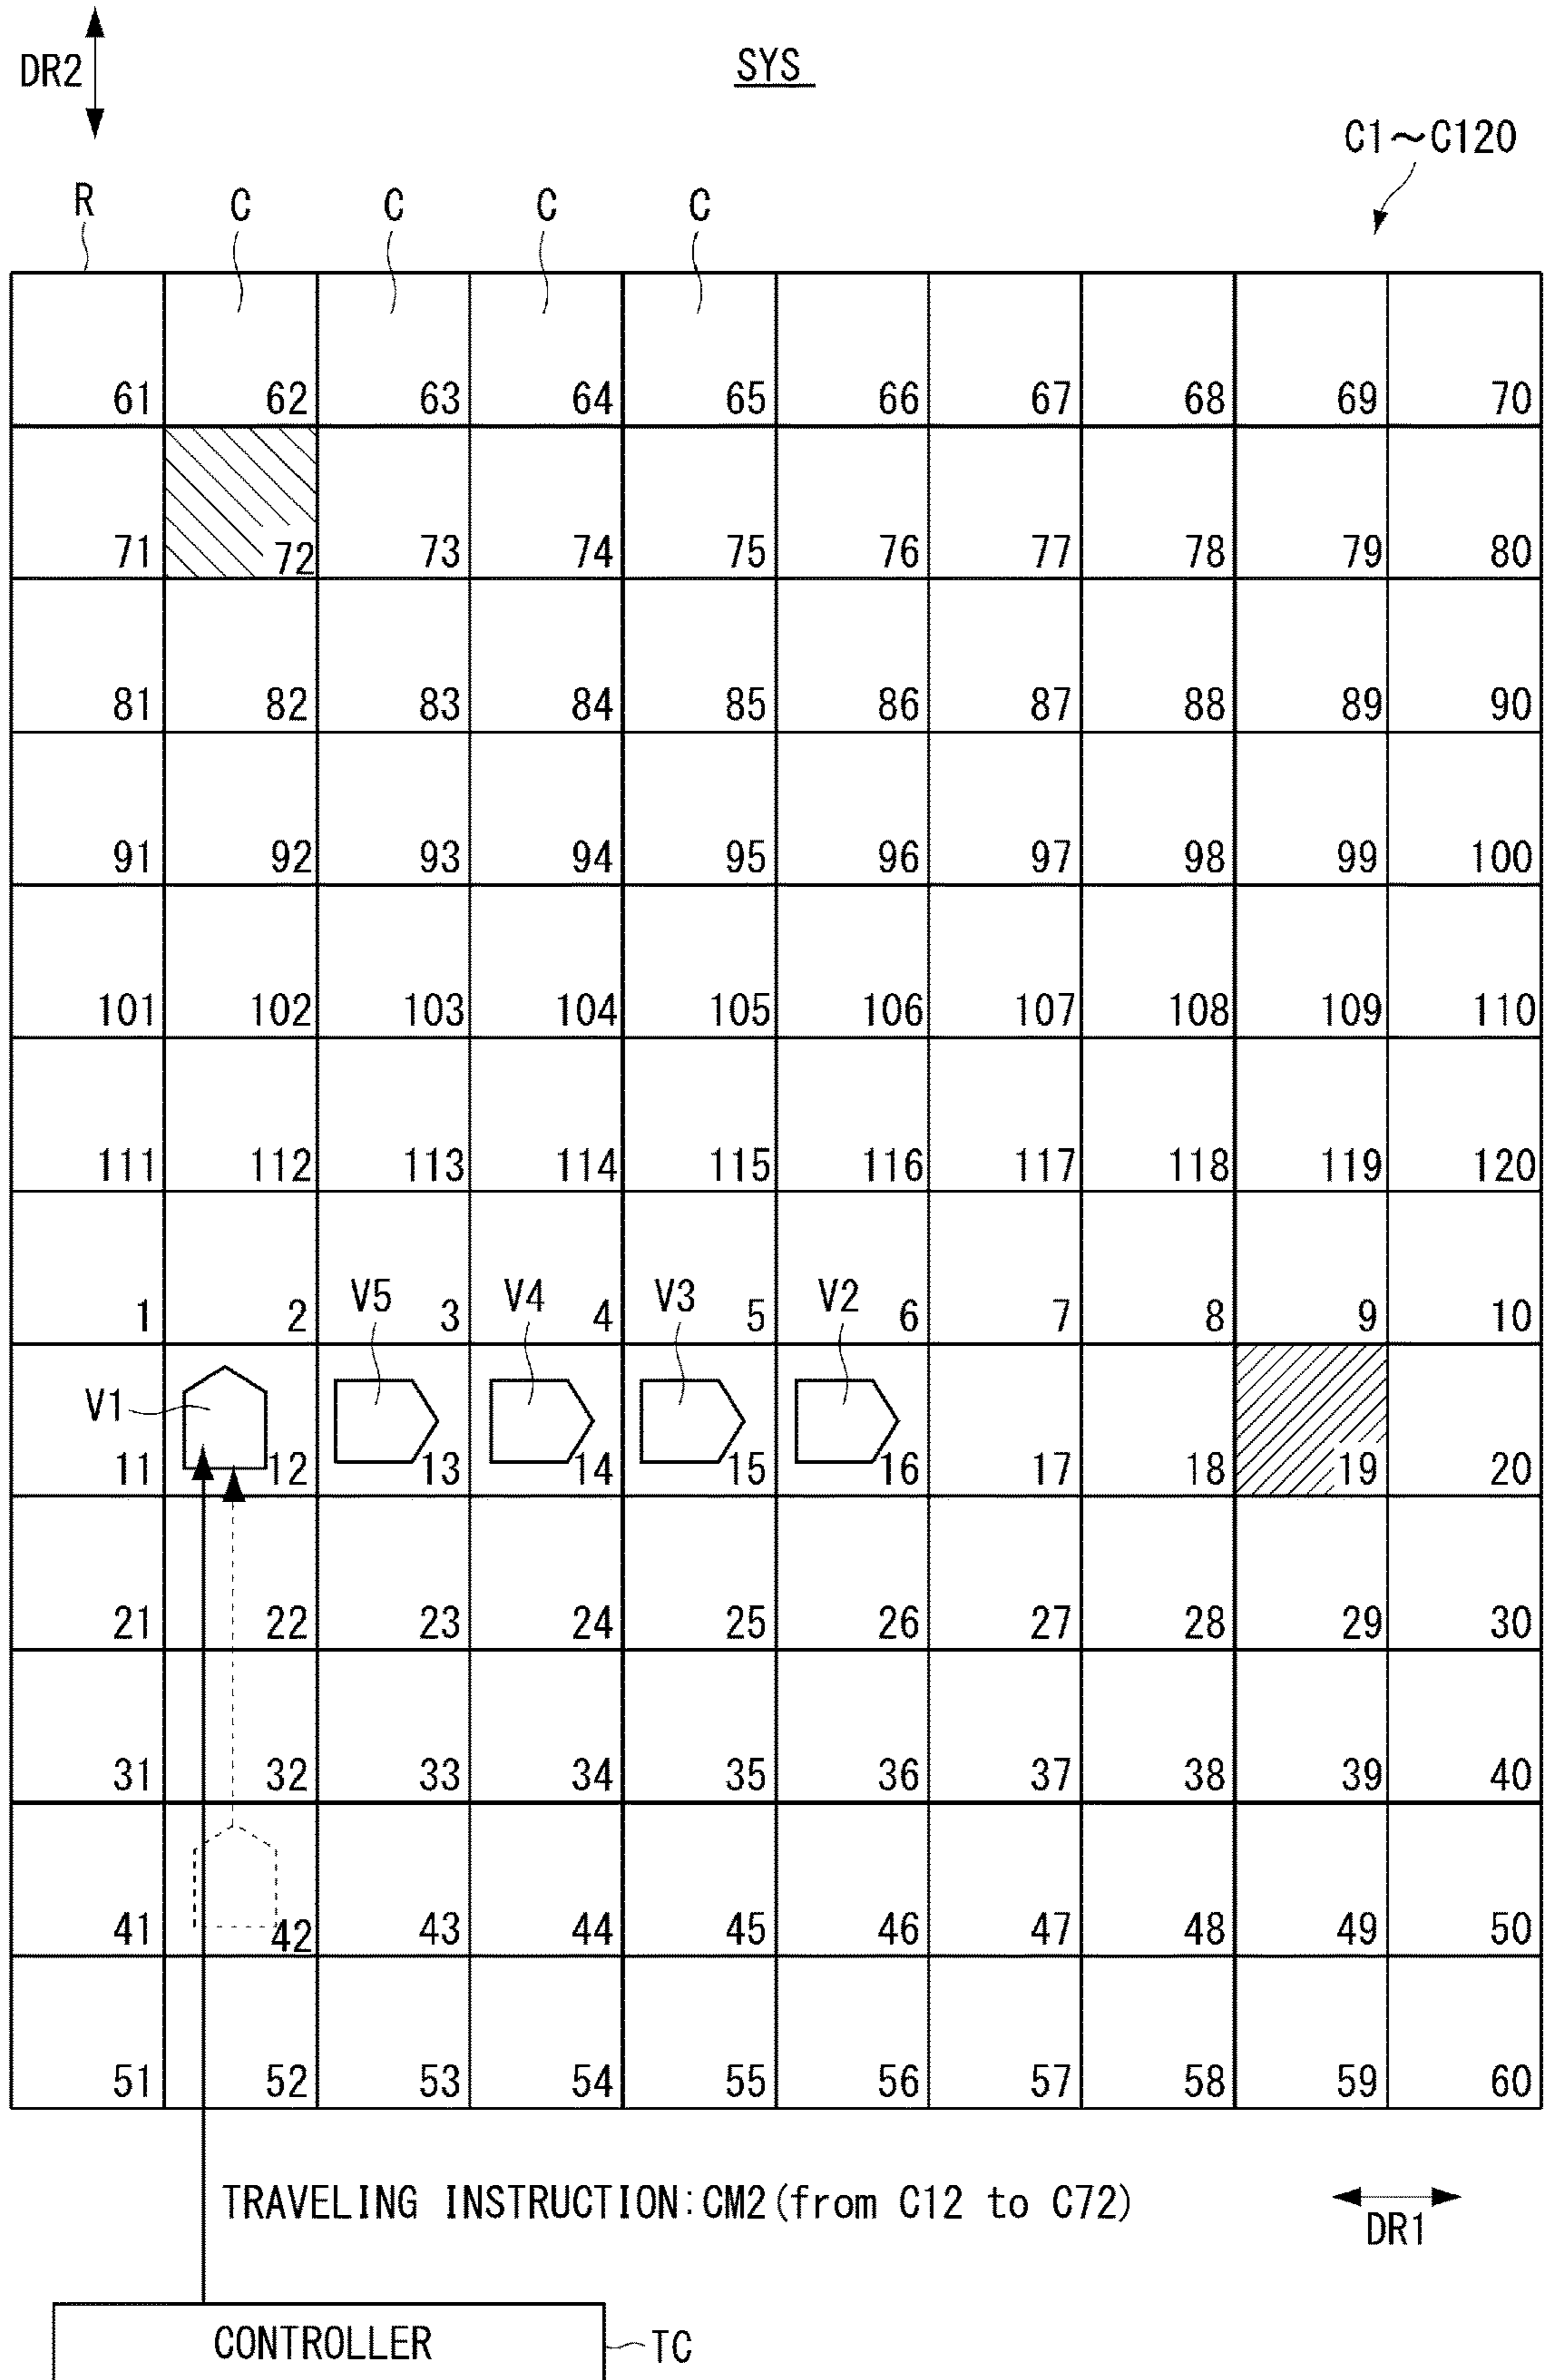 DR2
SYS
C1～C120
R C C C C
61 62 63 64 65 66 67 68 69 70
71 72 73 74 75 76 77 78 79 80
81 82 83 84 85 86 87 88 89 90
91 92 93 94 95 96 97 98 99 100
101 102 103 104 105 106 107 108 109 110
111 112 113 114 115 116 117 118 119 120
V5 V4 V3 V2
1 2 3 4 5 6 7 8 9 10
V1
11 12 13 14 15 16 17 18 19 20
21 22 23 24 25 26 27 28 29 30
31 32 33 34 35 36 37 38 39 40
41 42 43 44 45 46 47 48 49 50
51 52 53 54 55 56 57 58 59 60
TRAVELING INSTRUCTION:CM2(from C12 to C72)
DR1
CONTROLLER TC